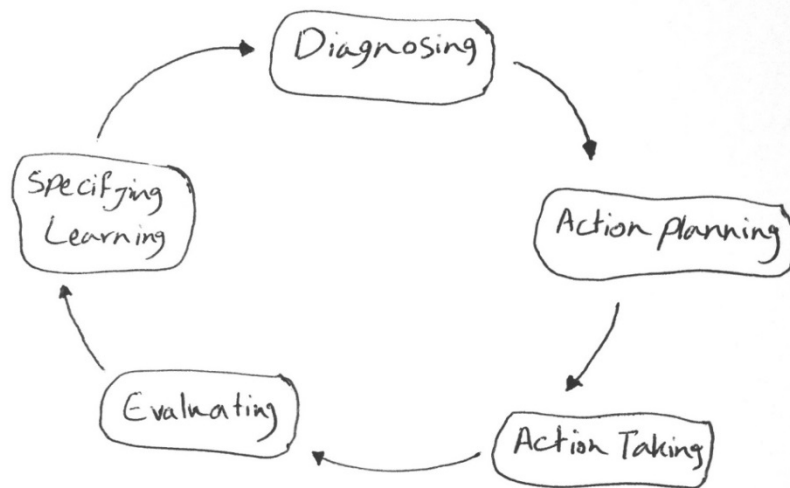 Diagnosing
Action planning
Action Taking
Evaluating
Specifying
Learning